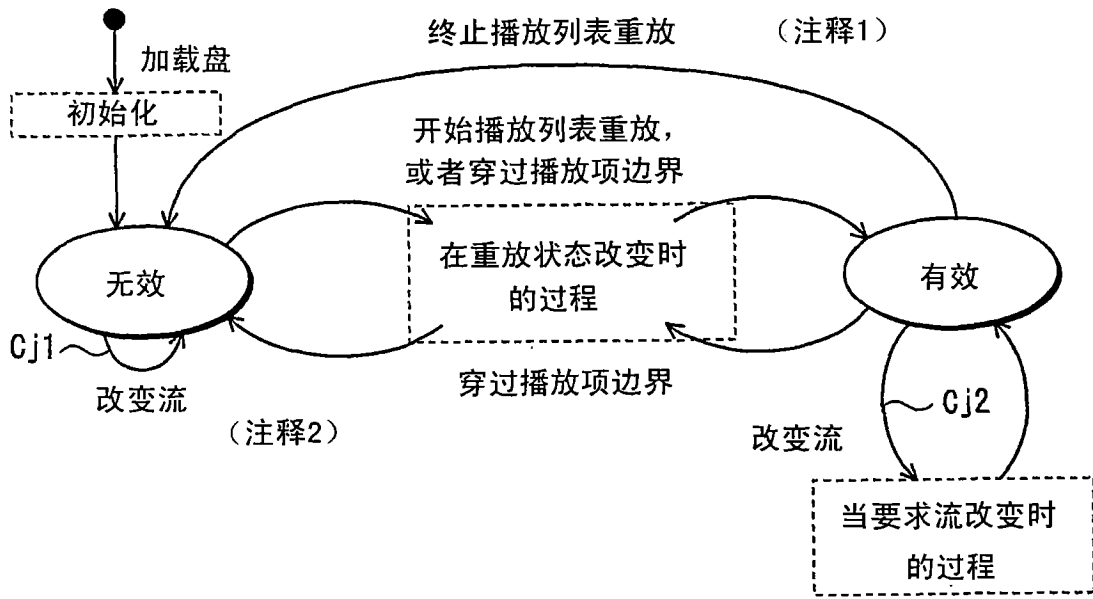 终止播放列表重放 （注释1）
加载盘
初始化
开始播放列表重放，
或者穿过播放项边界
在重放状态改变时
的过程
无效
有效
Cj1
改变流
（注释2）
穿过播放项边界
Cj2
改变流
当要求流改变时
的过程